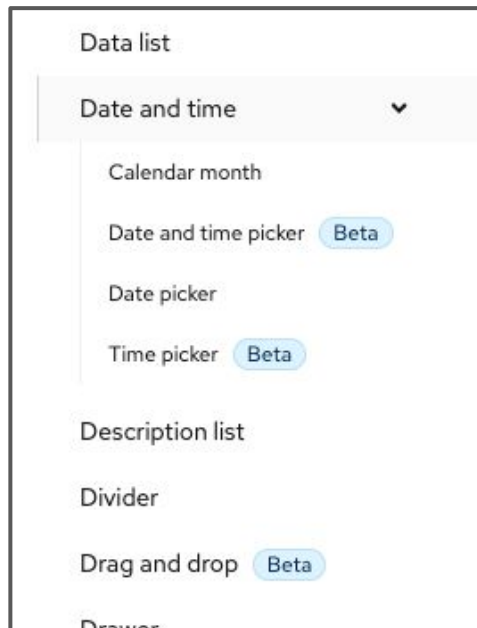 Data list
Date and time
Calendar month
Date and time picker Beta
Date picker
Time picker Beta
Description list
Divider
Drag and drop Beta
Drawer